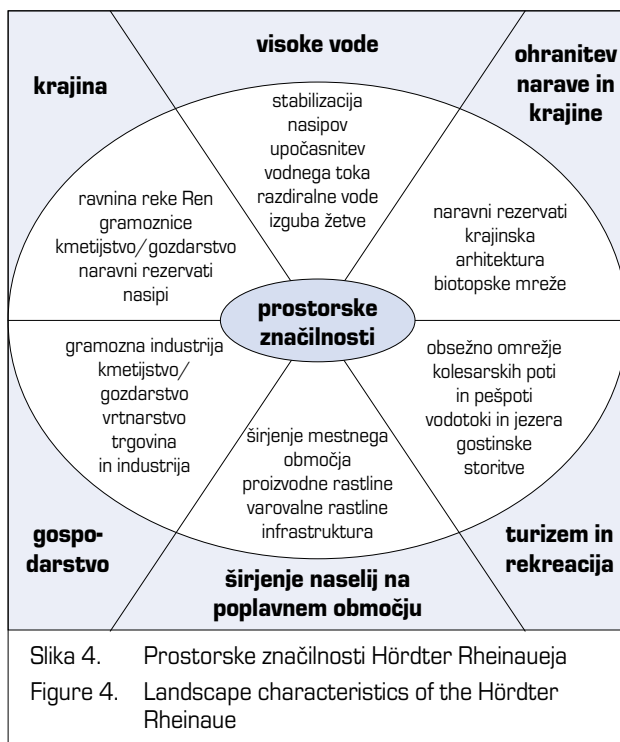 visoke vode
krajina
ohranitev
narave in
krajine
stabilizacija
nasipov
upočasnitev
vodnega toka
razdiralne vode
izguba žetve
ravnina reke Ren
gramoznice
kmetijstvo/gozdarstvo
naravni rezervati
nasipi
naravni rezervati
krajinska
arhitektura
biotopske mreže
prostorske
značilnosti
gramozna industrija
kmetijstvo/
gozdarstvo
vrtnarstvo
trgovina
in industrija
širjenje mestnega
območja
proizvodne rastline
varovalne rastline
infrastruktura
obsežno omrežje
kolesarskih poti
in pešpoti
vodotoki in jezera
gostinske
storitve
gospo-
darstvo
širjenje naselij na
poplavnem območju
turizem in
rekreacija
Slika 4. Prostorske značilnosti Hördter Rheinaueja
Figure 4. Landscape characteristics of the Hördter
Rheinaue